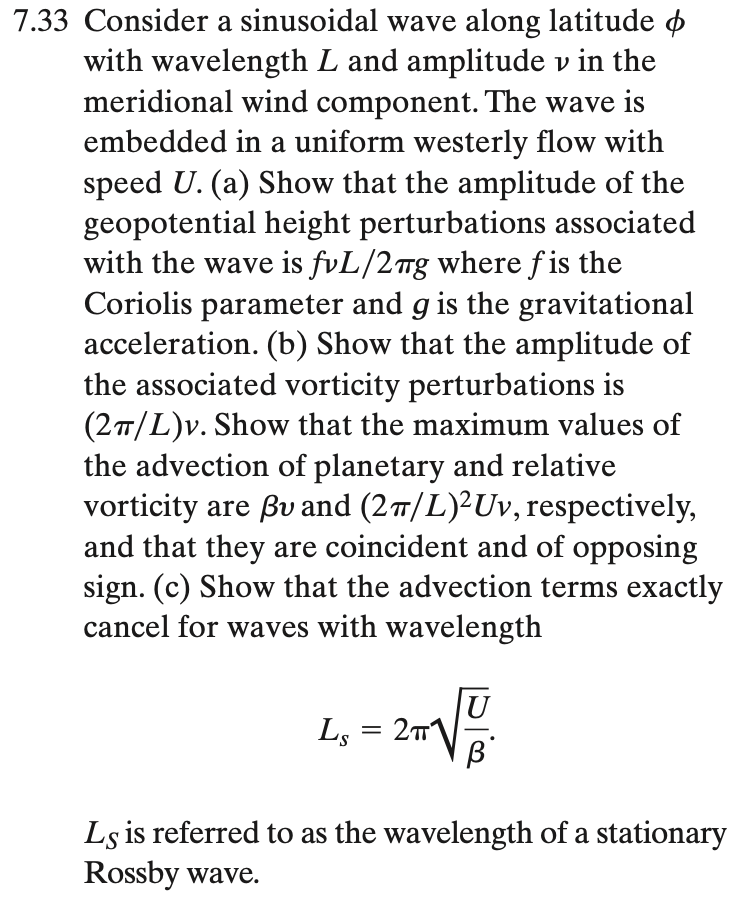 7.33 Consider a sinusoidal wave along latitude ϕ
with wavelength L and amplitude v in the
meridional wind component. The wave is
embedded in a uniform westerly flow with
speed U. (a) Show that the amplitude of the
geopotential height perturbations associated
with the wave is fvL/2πg where f is the
Coriolis parameter and g is the gravitational
acceleration. (b) Show that the amplitude of
the associated vorticity perturbations is
(2π/L)v. Show that the maximum values of
the advection of planetary and relative
vorticity are βv and (2π/L)²Uv, respectively,
and that they are coincident and of opposing
sign. (c) Show that the advection terms exactly
cancel for waves with wavelength
Lₛ = 2π√(U/β).
L_S is referred to as the wavelength of a stationary
Rossby wave.